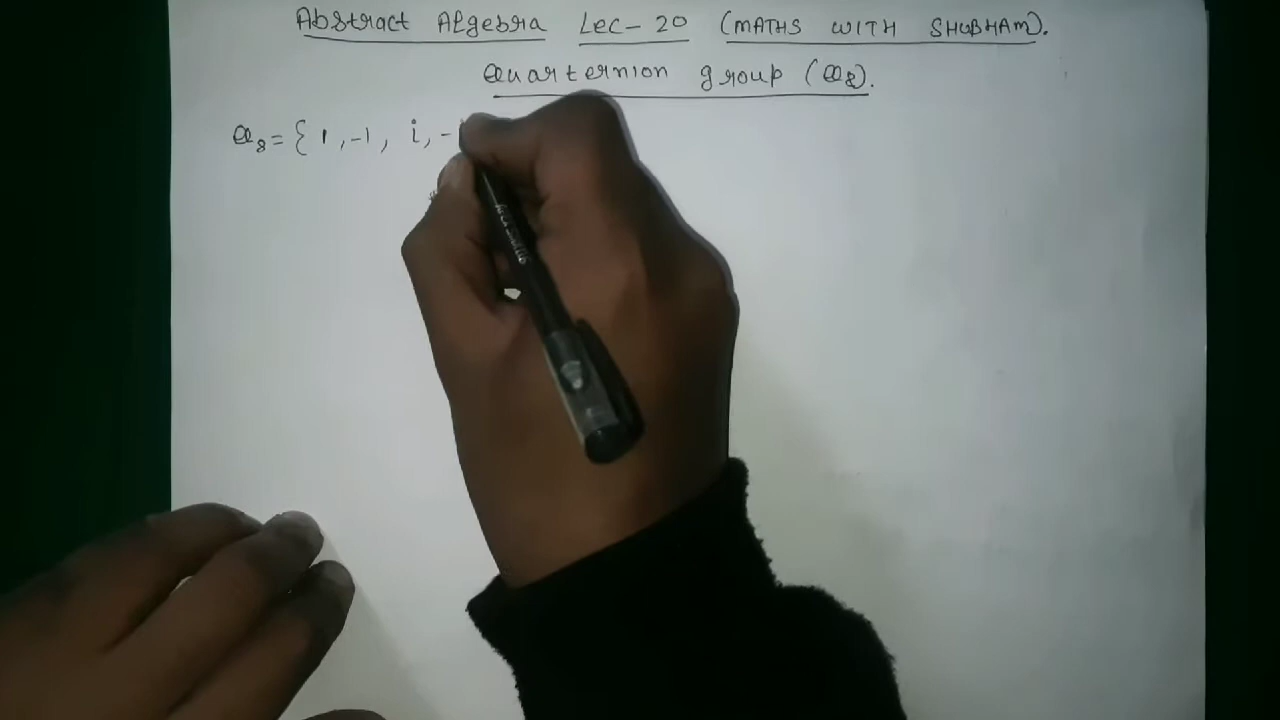 Abstract Algebra Lec-20 (MATHS WITH SHUBHAM).
Quarternion group (Q8).
Q8 = { 1, -1, i, -